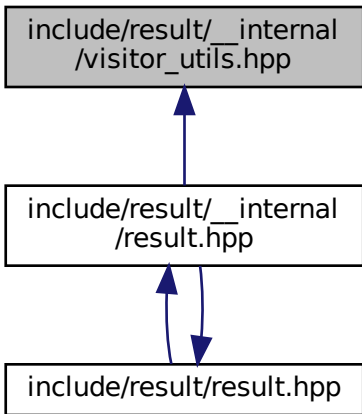 include/result/__internal
/visitor_utils.hpp
include/result/__internal
/result.hpp
include/result/result.hpp